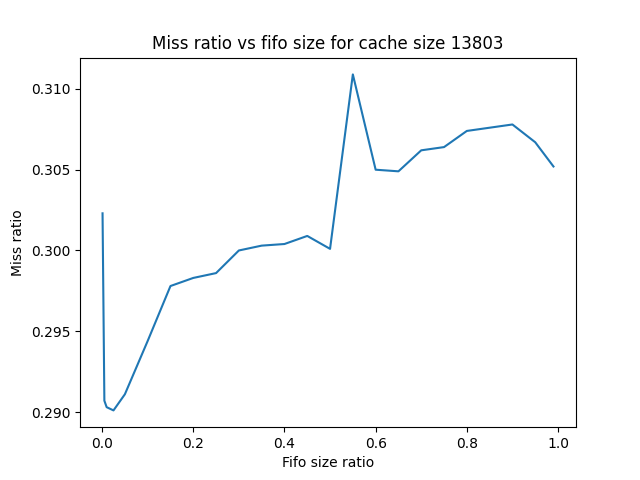 Miss ratio vs fifo size for cache size 13803
0.310
0.305
0.300
0.295
0.290
Miss ratio
0.0 0.2 0.4 0.6 0.8 1.0
Fifo size ratio